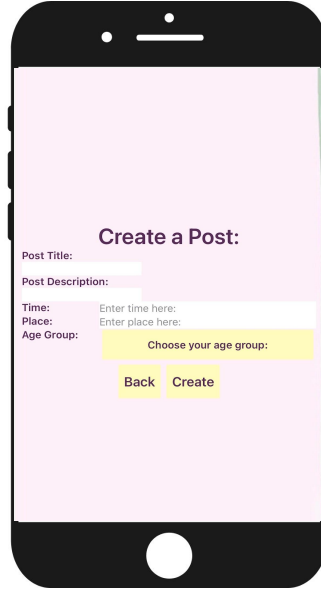 Create a Post:
Post Title:
Post Description:
Time: Enter time here:
Place: Enter place here:
Age Group: Choose your age group:
Back Create